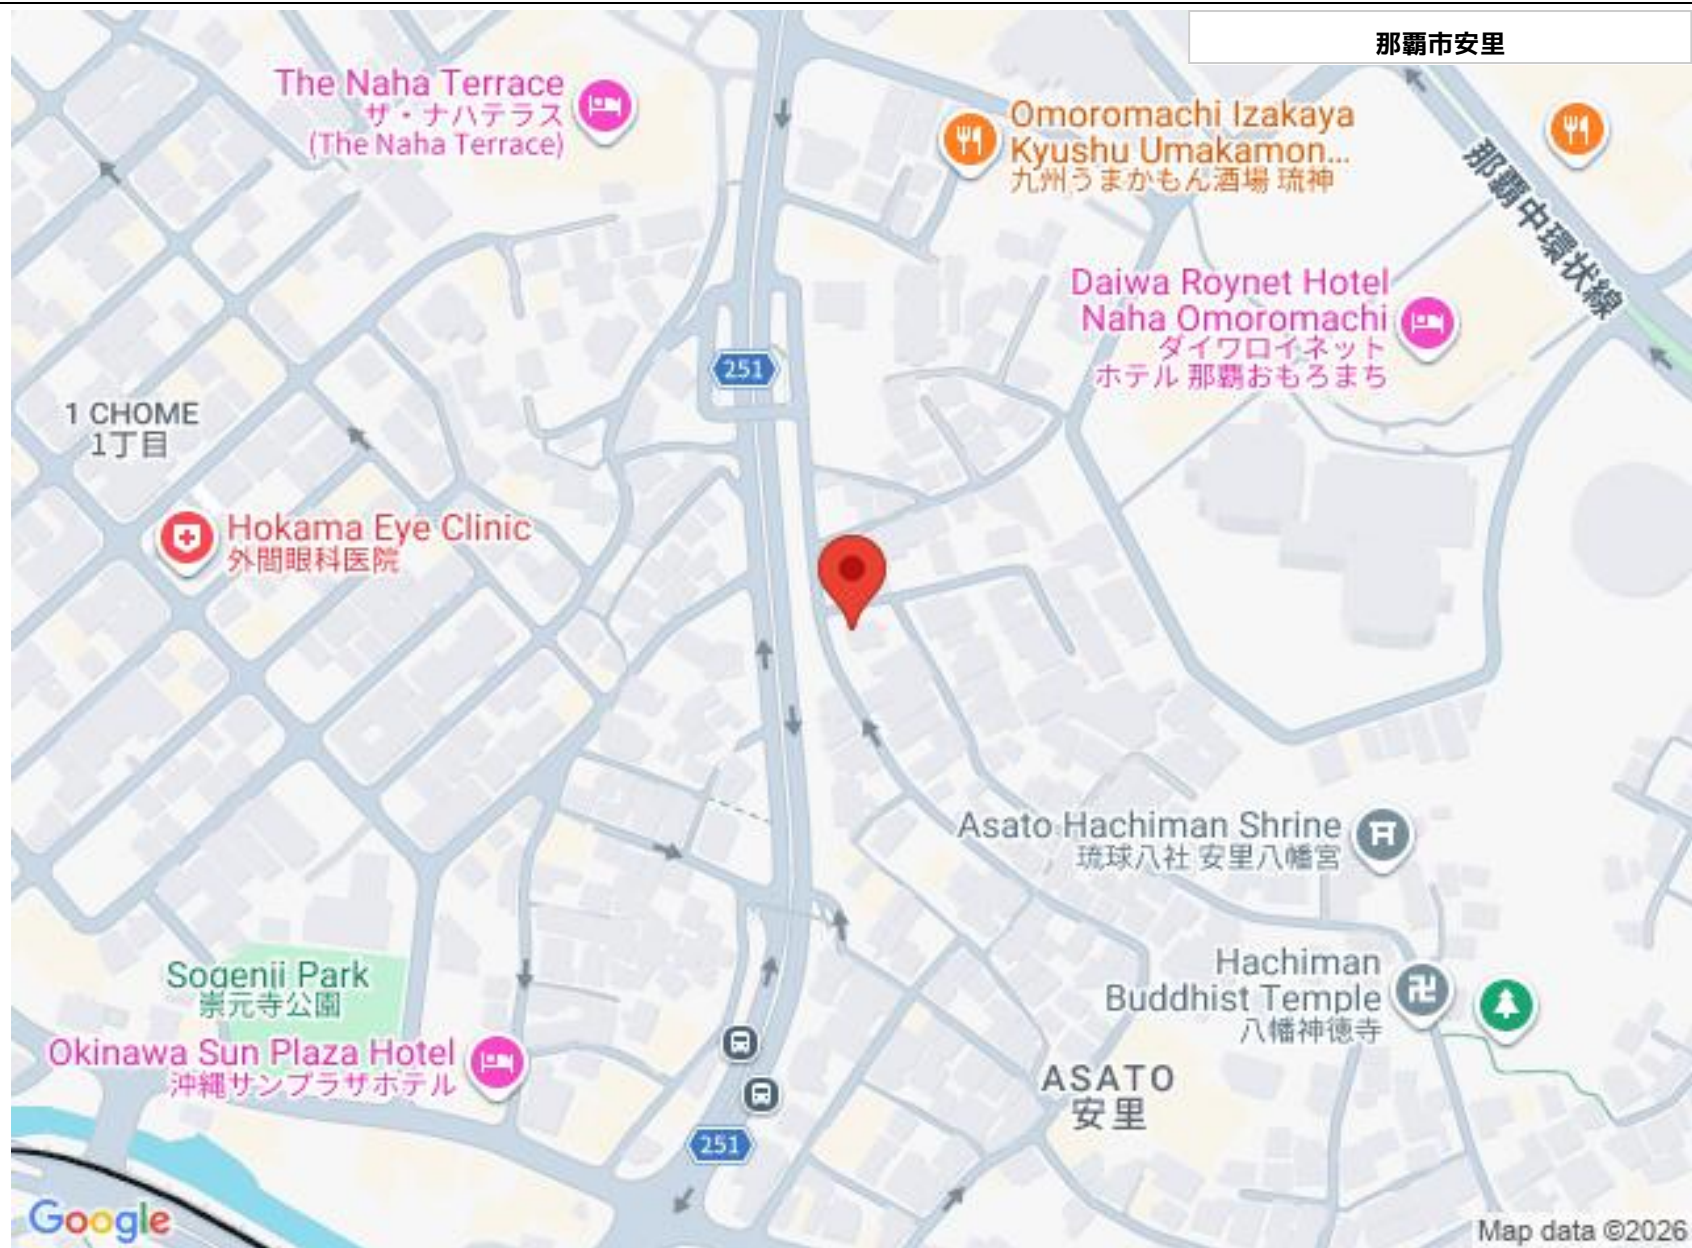 那覇市安里
The Naha Terrace
ザ・ナハテラス
(The Naha Terrace)
Omoromachi Izakaya
Kyushu Umakamon...
九州うまかもん酒場 琉神
那覇中環状線
Daiwa Roynet Hotel
Naha Omoromachi
ダイワロイネット
ホテル 那覇おもろまち
251
1 CHOME
1丁目
Hokama Eye Clinic
外間眼科医院
Asato Hachiman Shrine
琉球八社 安里八幡宮
Hachiman
Buddhist Temple
八幡神徳寺
Sogenji Park
崇元寺公園
Okinawa Sun Plaza Hotel
沖縄サンプラザホテル
ASATO
安里
251
Google
Map data ©2026